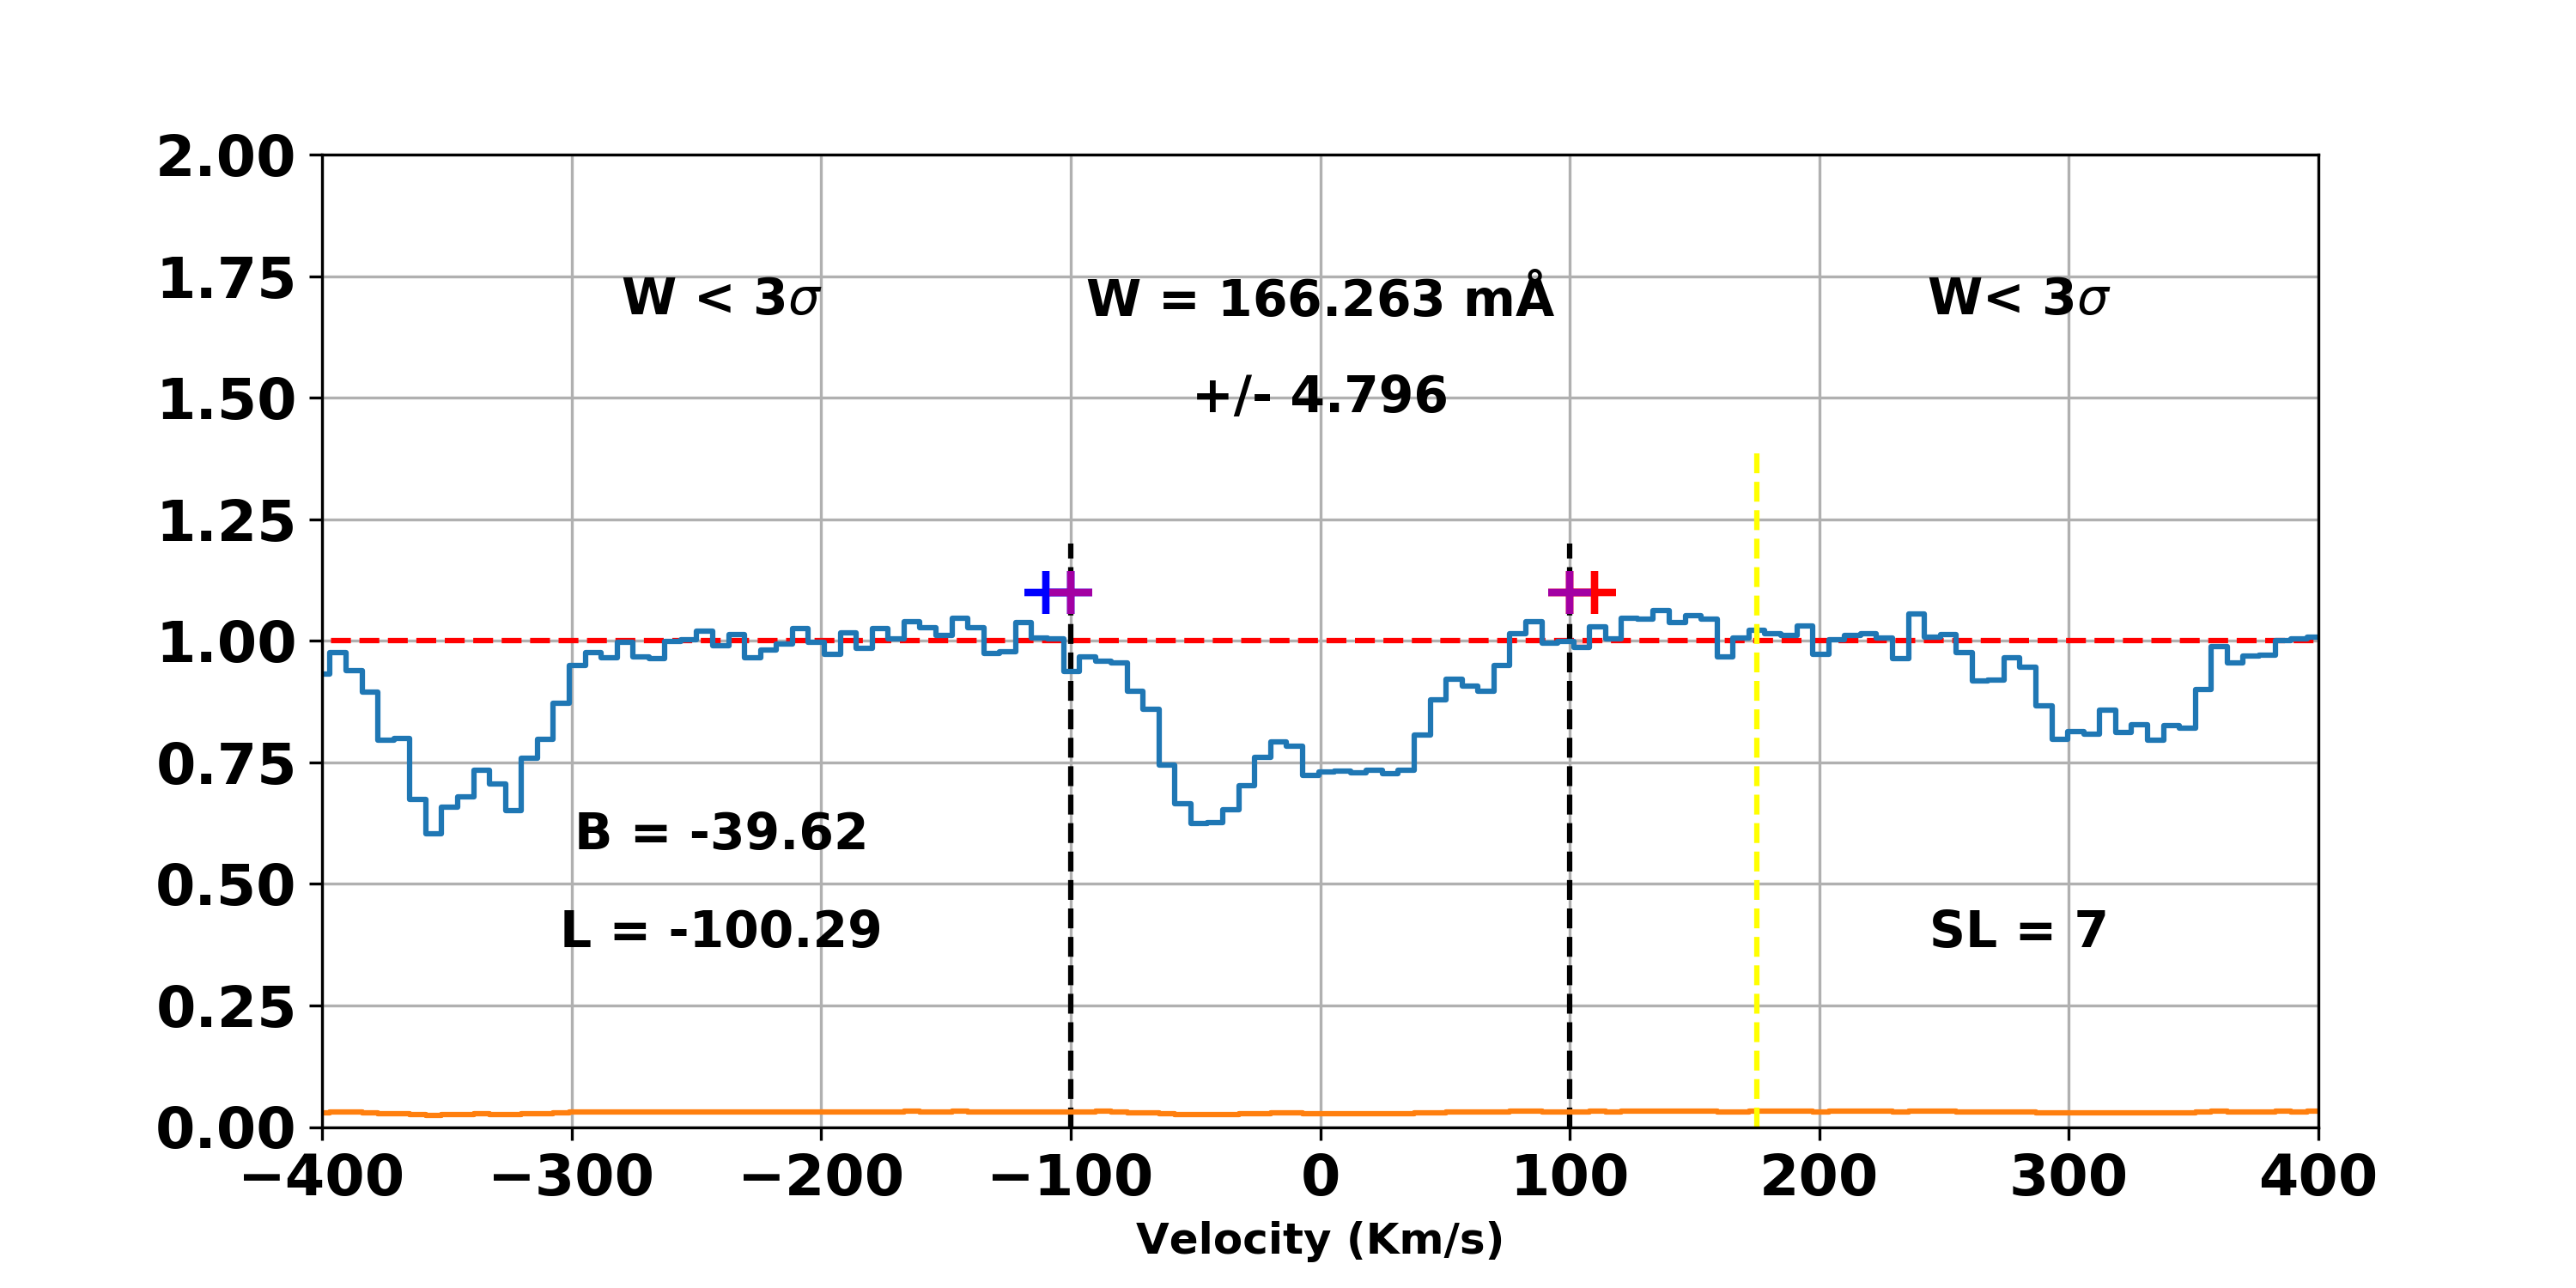 2.00
1.75
W < 3σ
W = 166.263 mÅ
W< 3σ
1.50
+/- 4.796
1.25
1.00
0.75
B = -39.62
0.50
L = -100.29
SL = 7
0.25
0.00
−400 −300 −200 −100 0 100 200 300 400
Velocity (Km/s)